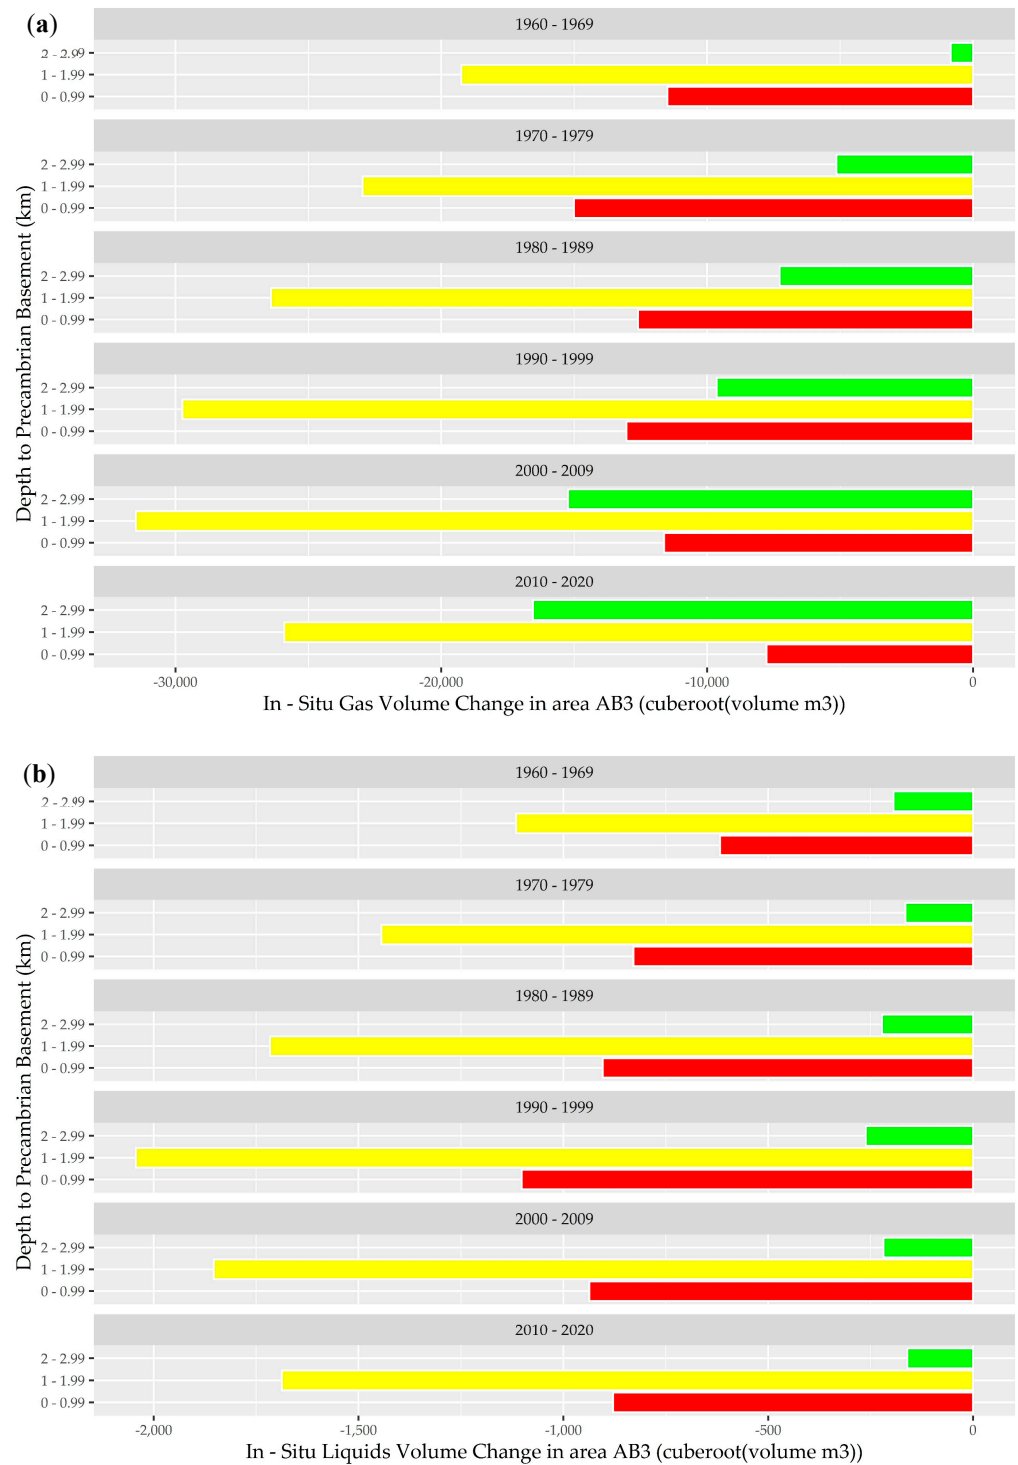 (a)
1960 - 1969
2 - 2.99
1 - 1.99
0 - 0.99
1970 - 1979
2 - 2.99
1 - 1.99
0 - 0.99
1980 - 1989
2 - 2.99
1 - 1.99
0 - 0.99
1990 - 1999
2 - 2.99
1 - 1.99
0 - 0.99
2000 - 2009
2 - 2.99
1 - 1.99
0 - 0.99
2010 - 2020
2 - 2.99
1 - 1.99
0 - 0.99
Depth to Precambrian Basement (km)
-30,000 -20,000 -10,000 0
In - Situ Gas Volume Change in area AB3 (cuberoot(volume m3))
(b)
1960 - 1969
2 - 2.99
1 - 1.99
0 - 0.99
1970 - 1979
2 - 2.99
1 - 1.99
0 - 0.99
1980 - 1989
2 - 2.99
1 - 1.99
0 - 0.99
1990 - 1999
2 - 2.99
1 - 1.99
0 - 0.99
2000 - 2009
2 - 2.99
1 - 1.99
0 - 0.99
2010 - 2020
2 - 2.99
1 - 1.99
0 - 0.99
Depth to Precambrian Basement (km)
-2,000 -1,500 -1,000 -500 0
In - Situ Liquids Volume Change in area AB3 (cuberoot(volume m3))